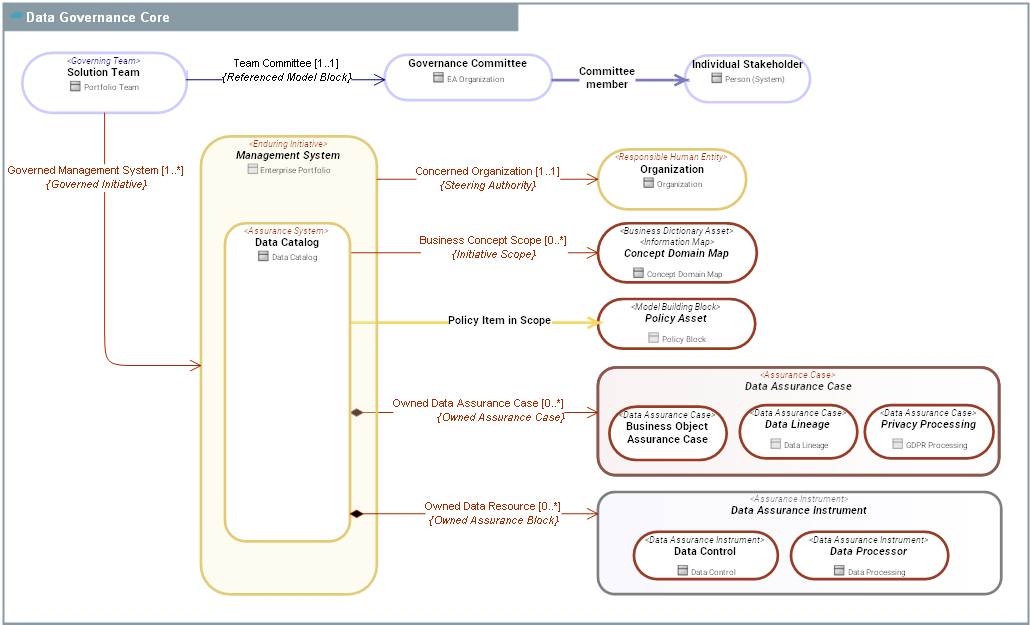 Data Governance Core
<Governing Team>
Solution Team
Portfolio Team
Team Committee [1..1]
{Referenced Model Block}
Governance Committee
EA Organization
Committee
member
Individual Stakeholder
Person (System)
Governed Management System [1..*]
{Governed Initiative}
<Enduring Initiative>
Management System
Enterprise Portfolio
Concerned Organization [1..1]
{Steering Authority}
<Responsible Human Entity>
Organization
Organization
<Assurance System>
Data Catalog
Data Catalog
Business Concept Scope [0..*]
{Initiative Scope}
<Business Dictionary Asset>
<Information Map>
Concept Domain Map
Concept Domain Map
Policy Item in Scope
<Model Building Block>
Policy Asset
Policy Block
Owned Data Assurance Case [0..*]
{Owned Assurance Case}
<Assurance Case>
Data Assurance Case
<Data Assurance Case>
Business Object
Assurance Case
<Data Assurance Case>
Data Lineage
Data Lineage
<Data Assurance Case>
Privacy Processing
GDPR Processing
Owned Data Resource [0..*]
{Owned Assurance Block}
<Assurance Instrument>
Data Assurance Instrument
<Data Assurance Instrument>
Data Control
Data Control
<Data Assurance Instrument>
Data Processor
Data Processing